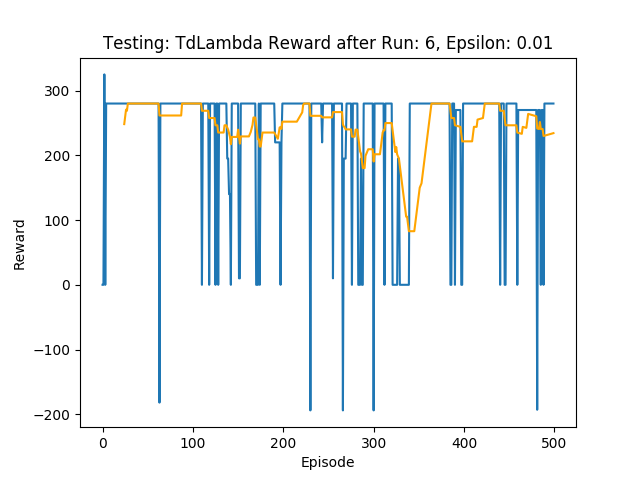 Testing: TdLambda Reward after Run: 6, Epsilon: 0.01
Reward
300
200
100
0
−100
−200
0 100 200 300 400 500
Episode